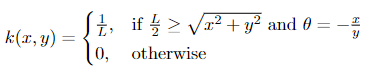 k(x, y) = { 1/L, if L/2 ≥ √(x² + y²) and θ = −x/y
0, otherwise